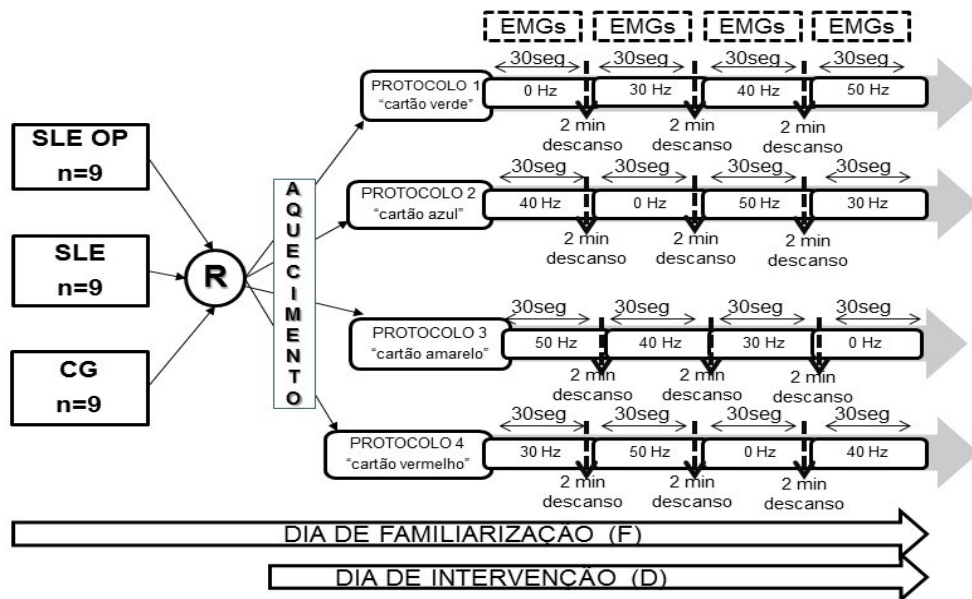 EMGs EMGs EMGs EMGs
30seg 30seg 30seg 30seg
PROTOCOLO 1
"cartão verde"
0 Hz 30 Hz 40 Hz 50 Hz
2 min
descanso
2 min
descanso
2 min
descanso
SLE OP
n=9
SLE
n=9
CG
n=9
R
AQUECIMENTO
30seg 30seg 30seg 30seg
PROTOCOLO 2
"cartão azul"
40 Hz 0 Hz 50 Hz 30 Hz
2 min
descanso
2 min
descanso
2 min
descanso
30seg 30seg 30seg 30seg
PROTOCOLO 3
"cartão amarelo"
50 Hz 40 Hz 30 Hz 0 Hz
2 min
descanso
2 min
descanso
2 min
descanso
30seg 30seg 30seg 30seg
PROTOCOLO 4
"cartão vermelho"
30 Hz 50 Hz 0 Hz 40 Hz
2 min
descanso
2 min
descanso
2 min
descanso
DIA DE FAMILIARIZAÇÃO (F)
DIA DE INTERVENÇÃO (D)